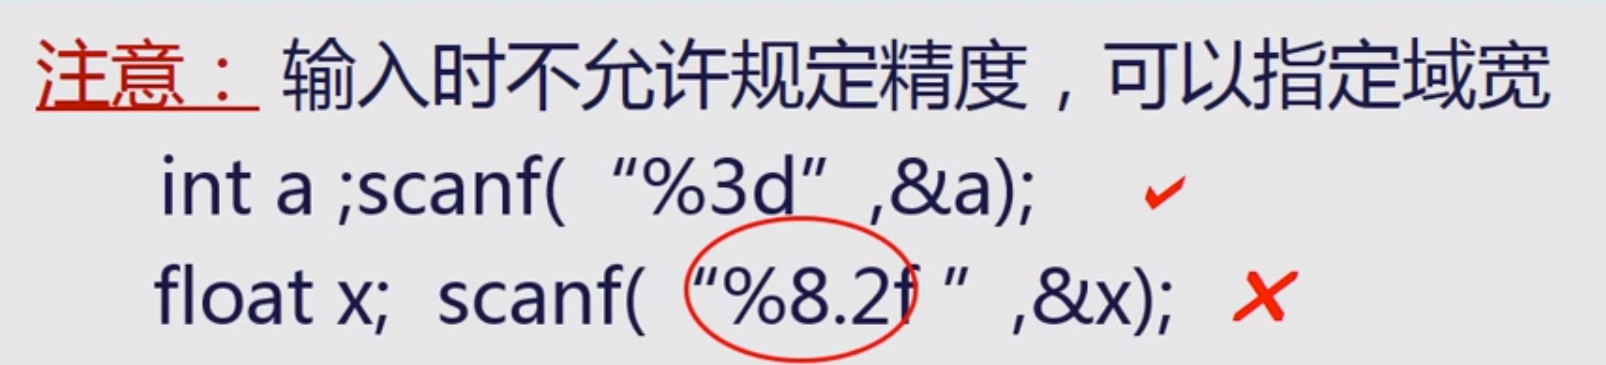 注意： 输入时不允许规定精度，可以指定域宽
int a ;scanf( “%3d” ,&a);
float x; scanf( “%8.2f ” ,&x);